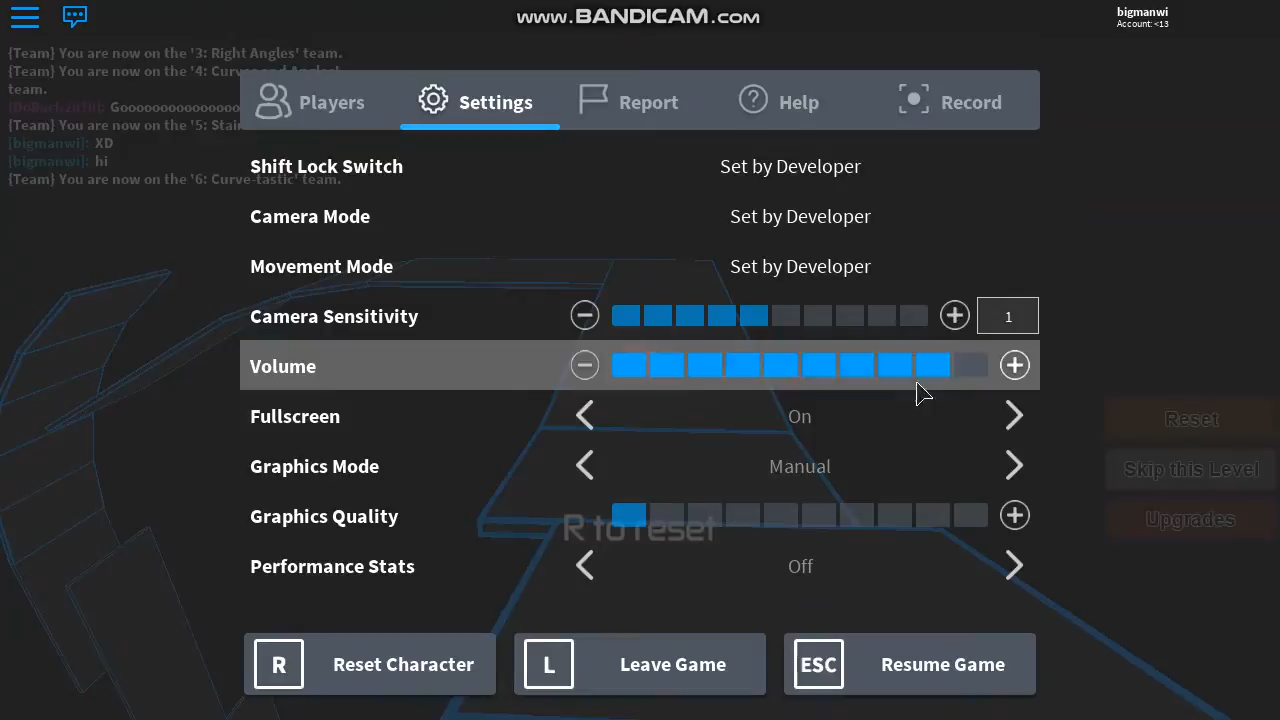 www.BANDICAM.com
bigmanwi
Account: <13
{Team} You are now on the '3: Right Angles' team.
{Team} You are now on the '4: Curves and Angles'
team.
Gooooooooooooooo
{Team} You are now on the '5: Stai
[bigmanwi]: XD
[bigmanwi]: hi
{Team} You are now on the '6: Curve-tastic' team.
Players
Settings
Report
Help
Record
Shift Lock Switch Set by Developer
Camera Mode Set by Developer
Movement Mode Set by Developer
Camera Sensitivity 1
Volume
Fullscreen On
Graphics Mode Manual
Graphics Quality
Performance Stats Off
Reset
Skip this Level
Upgrades
R to reset
R Reset Character
L Leave Game
ESC Resume Game